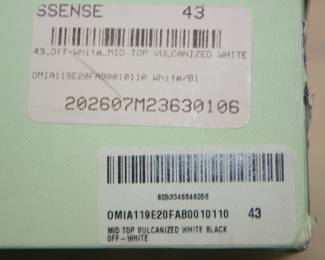 SSENSE 43
43_Off-White_MID TOP VULCANIZED WHITE
OMIA119E20FAB0010110 White/Bl
202607M23630106
8053346846056
OMIA119E20FAB0010110 43
MID TOP VULCANIZED WHITE BLACK
OFF-WHITE